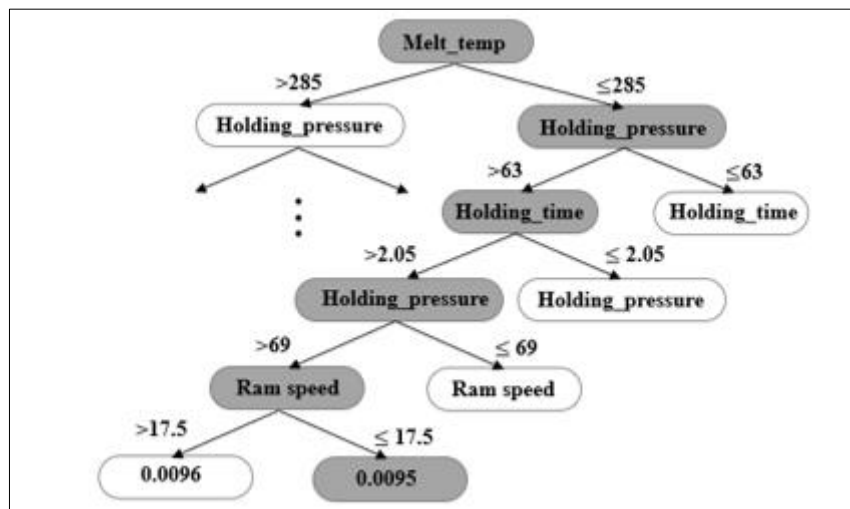 Melt_temp
>285
≤285
Holding_pressure
Holding_pressure
>63
≤63
Holding_time
Holding_time
>2.05
≤ 2.05
Holding_pressure
Holding_pressure
>69
≤ 69
Ram speed
Ram speed
>17.5
≤ 17.5
0.0096
0.0095